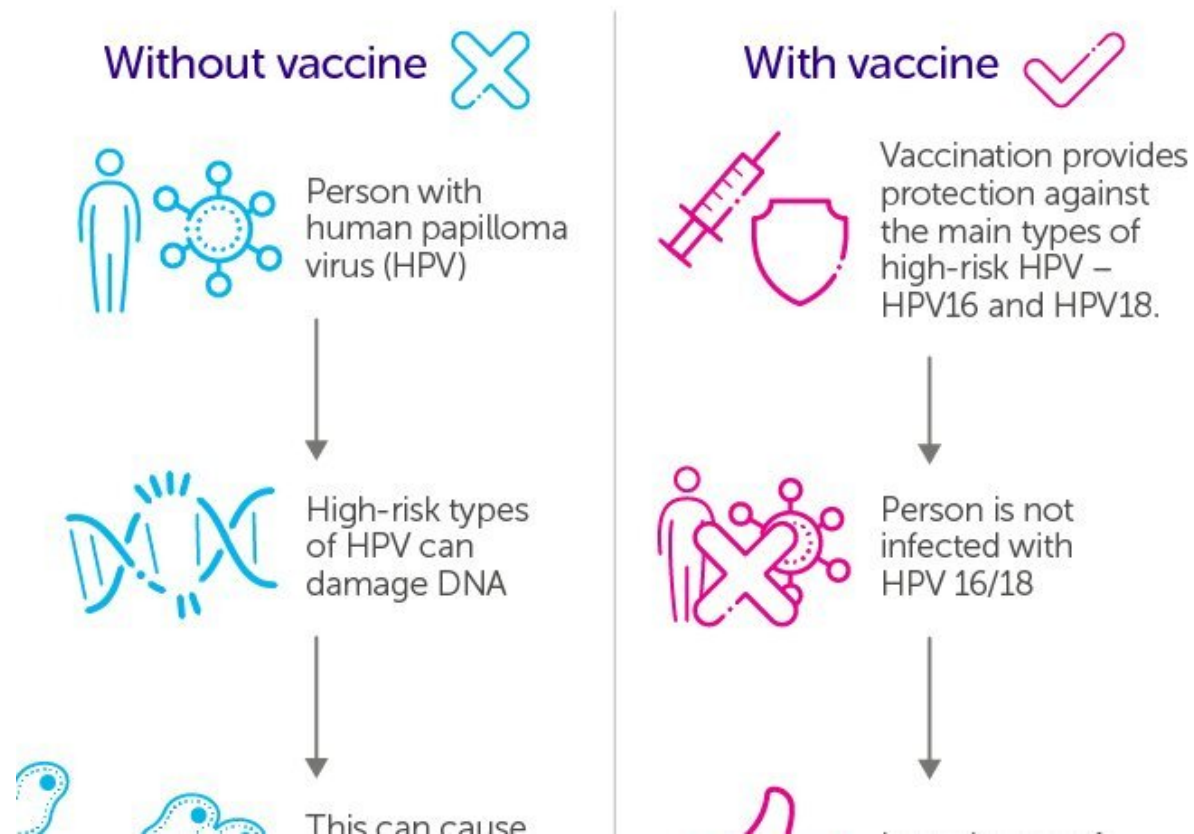 Without vaccine
Person with
human papilloma
virus (HPV)
High-risk types
of HPV can
damage DNA
This can cause
With vaccine
Vaccination provides
protection against
the main types of
high-risk HPV –
HPV16 and HPV18.
Person is not
infected with
HPV 16/18